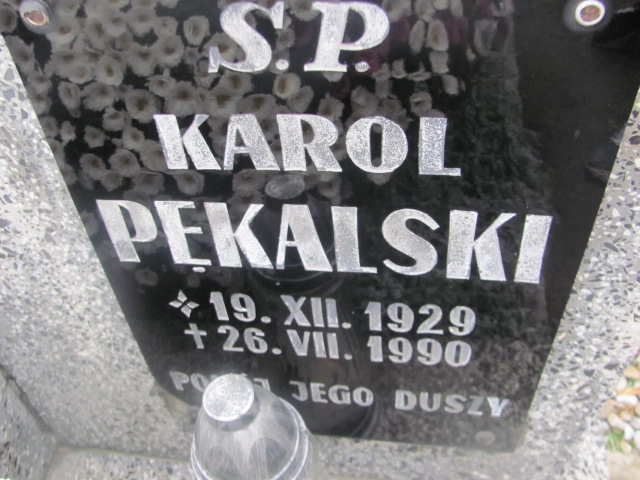 Ś.P.
KAROL
PĘKALSKI
19. XII. 1929
✝ 26. VII. 1990
JEGO DUSZY